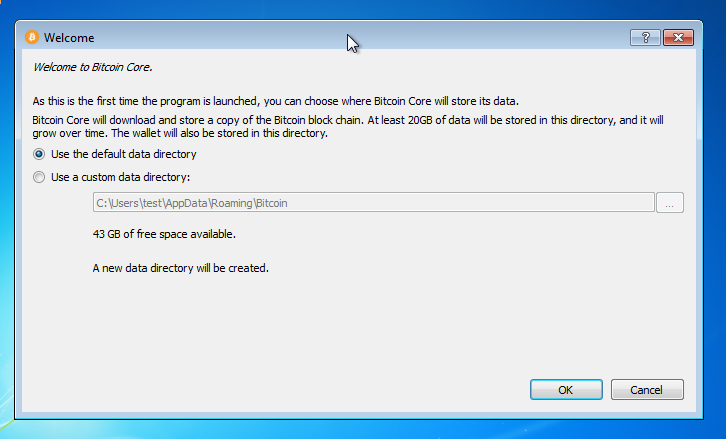 Welcome
Welcome to Bitcoin Core.
As this is the first time the program is launched, you can choose where Bitcoin Core will store its data.
Bitcoin Core will download and store a copy of the Bitcoin block chain. At least 20GB of data will be stored in this directory, and it will
grow over time. The wallet will also be stored in this directory.
Use the default data directory
Use a custom data directory:
C:\Users\test\AppData\Roaming\Bitcoin
...
43 GB of free space available.
A new data directory will be created.
OK
Cancel